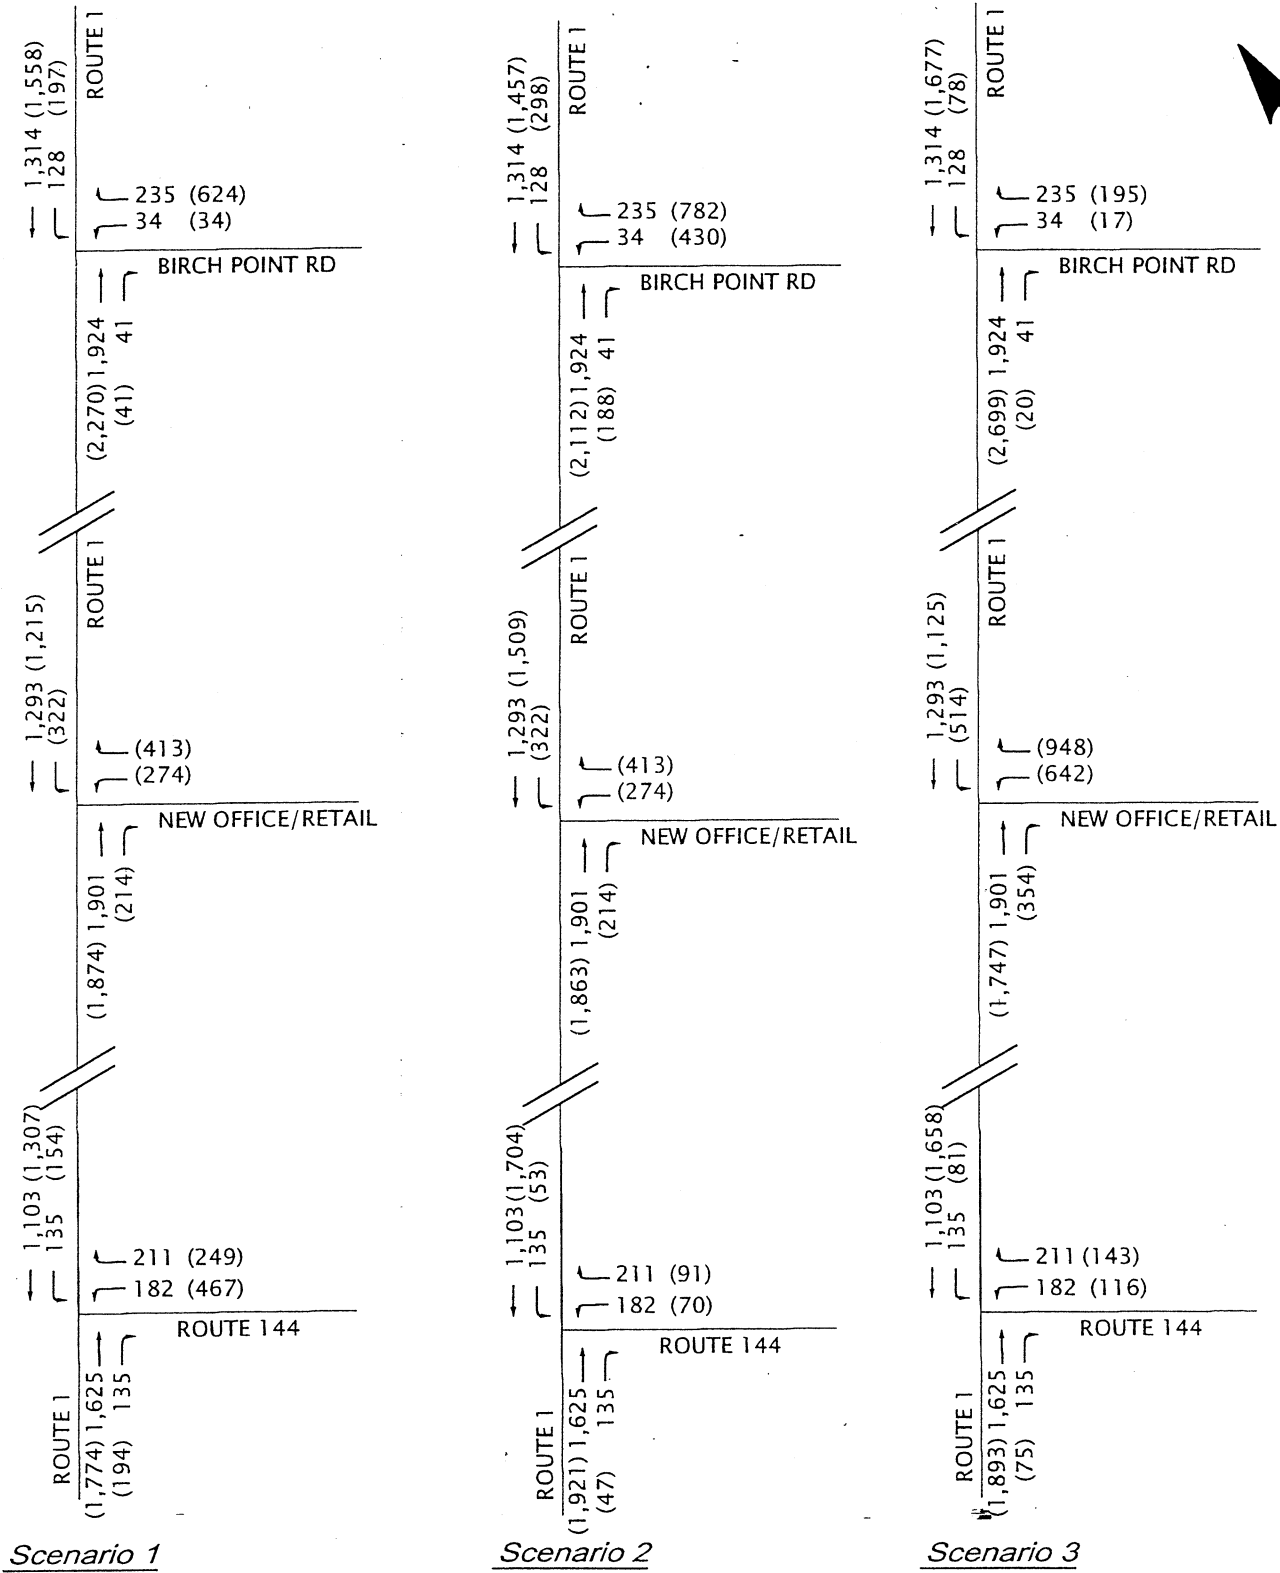 ROUTE 1
1,314 (1,558)
128 (197)
235 (624)
34 (34)
BIRCH POINT RD
(2,270) 1,924
(41) 41
ROUTE 1
1,293 (1,215)
(322)
(413)
(274)
NEW OFFICE/RETAIL
(1,874) 1,901
(214)
1,103 (1,307)
135 (154)
211 (249)
182 (467)
ROUTE 144
ROUTE 1
(1,774) 1,625
(194) 135
Scenario 1
ROUTE 1
1,314 (1,457)
128 (298)
235 (782)
34 (430)
BIRCH POINT RD
(2,112) 1,924
(188) 41
ROUTE 1
1,293 (1,509)
(322)
(413)
(274)
NEW OFFICE/RETAIL
(1,863) 1,901
(214)
1,103 (1,704)
135 (53)
211 (91)
182 (70)
ROUTE 144
ROUTE 1
(1,921) 1,625
(47) 135
Scenario 2
ROUTE 1
1,314 (1,677)
128 (78)
235 (195)
34 (17)
BIRCH POINT RD
(2,699) 1,924
(20) 41
ROUTE 1
1,293 (1,125)
(514)
(948)
(642)
NEW OFFICE/RETAIL
(1,747) 1,901
(354)
1,103 (1,658)
135 (81)
211 (143)
182 (116)
ROUTE 144
ROUTE 1
(1,893) 1,625
(75) 135
Scenario 3